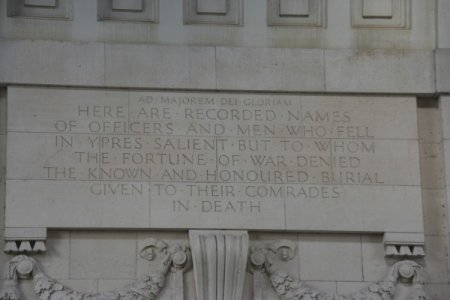 AD·MAJOREM·DEI·GLORIAM
HERE·ARE·RECORDED·NAMES
OF·OFFICERS·AND·MEN·WHO·FELL
IN·YPRES·SALIENT·BUT·TO·WHOM
THE·FORTUNE·OF·WAR·DENIED
THE·KNOWN·AND·HONOURED·BURIAL
GIVEN·TO·THEIR·COMRADES
IN·DEATH